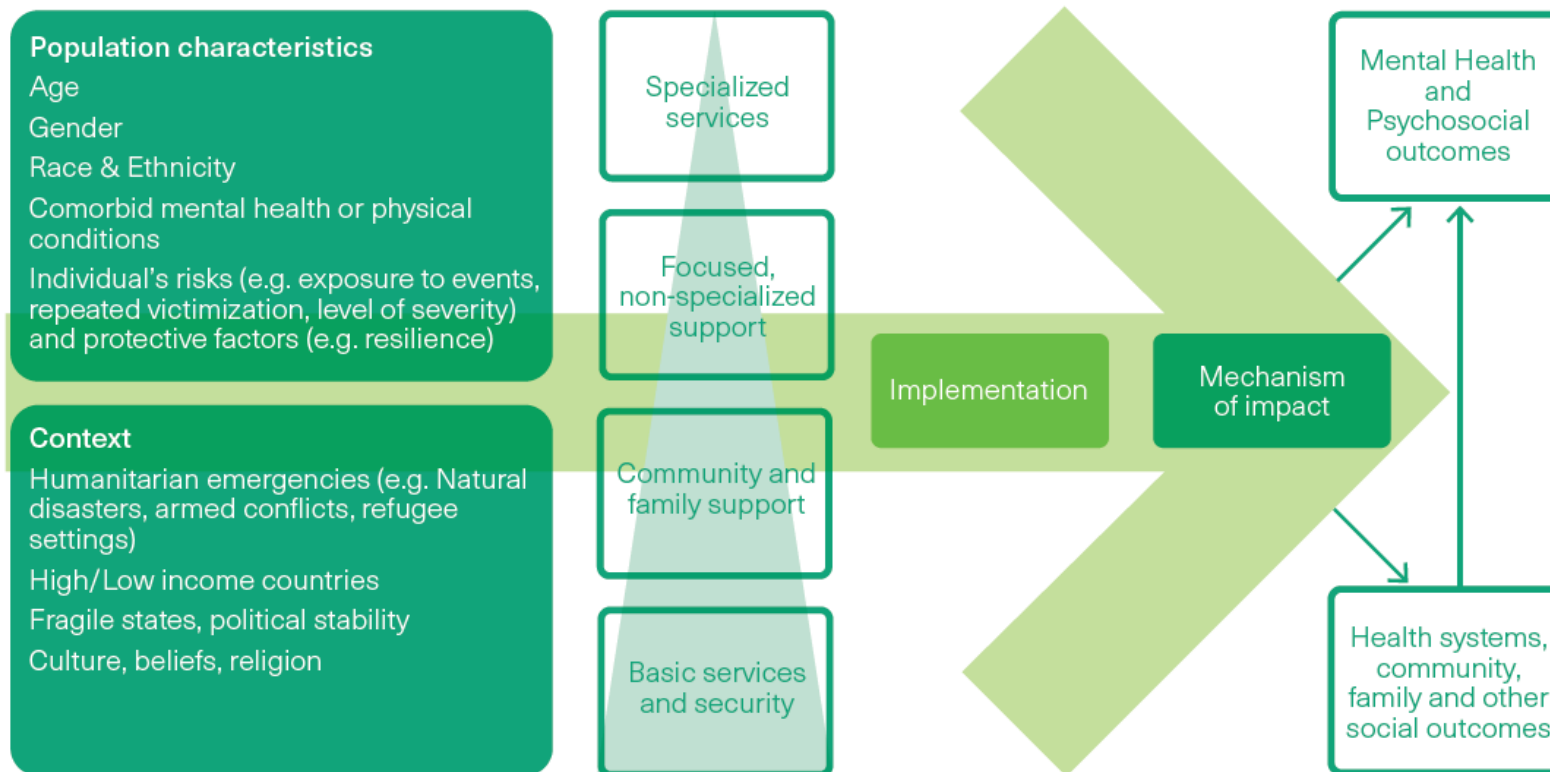 Population characteristics
Age
Gender
Race & Ethnicity
Comorbid mental health or physical
conditions
Individual's risks (e.g. exposure to events,
repeated victimization, level of severity)
and protective factors (e.g. resilience)
Context
Humanitarian emergencies (e.g. Natural
disasters, armed conflicts, refugee
settings)
High/Low income countries
Fragile states, political stability
Culture, beliefs, religion
Specialized
services
Focused,
non-specialized
support
Community and
family support
Basic services
and security
Implementation
Mechanism
of impact
Mental Health
and
Psychosocial
outcomes
Health systems,
community,
family and other
social outcomes